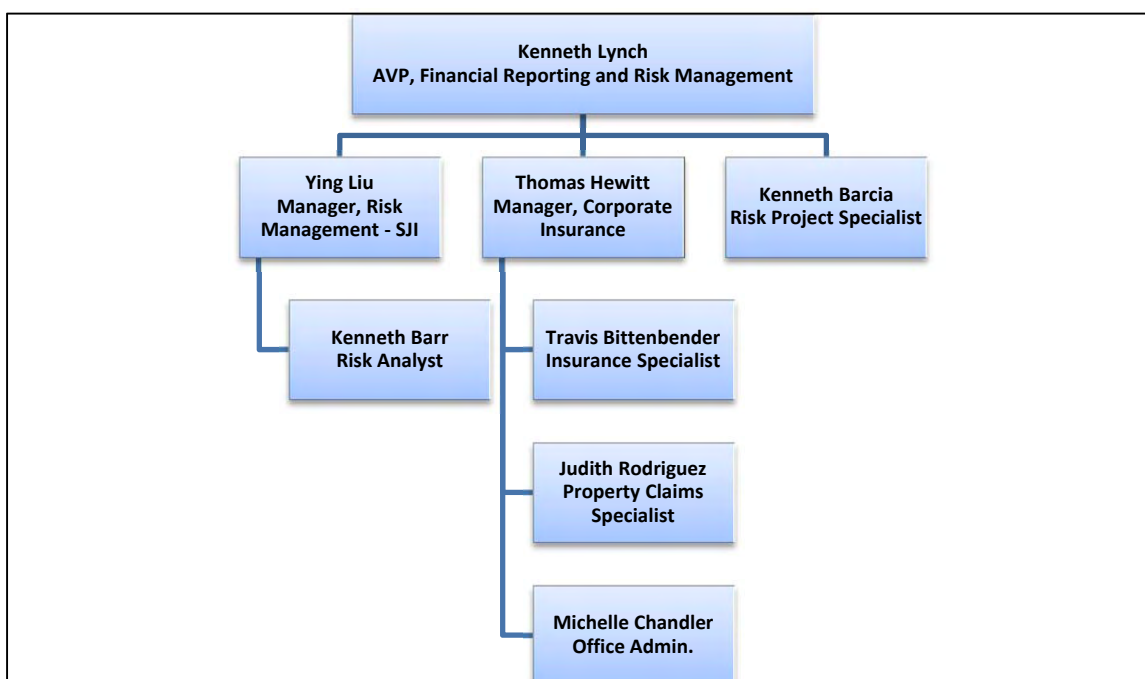 Kenneth Lynch
AVP, Financial Reporting and Risk Management
Ying Liu
Manager, Risk
Management - SJI
Thomas Hewitt
Manager, Corporate
Insurance
Kenneth Barcia
Risk Project Specialist
Kenneth Barr
Risk Analyst
Travis Bittenbender
Insurance Specialist
Judith Rodriguez
Property Claims
Specialist
Michelle Chandler
Office Admin.